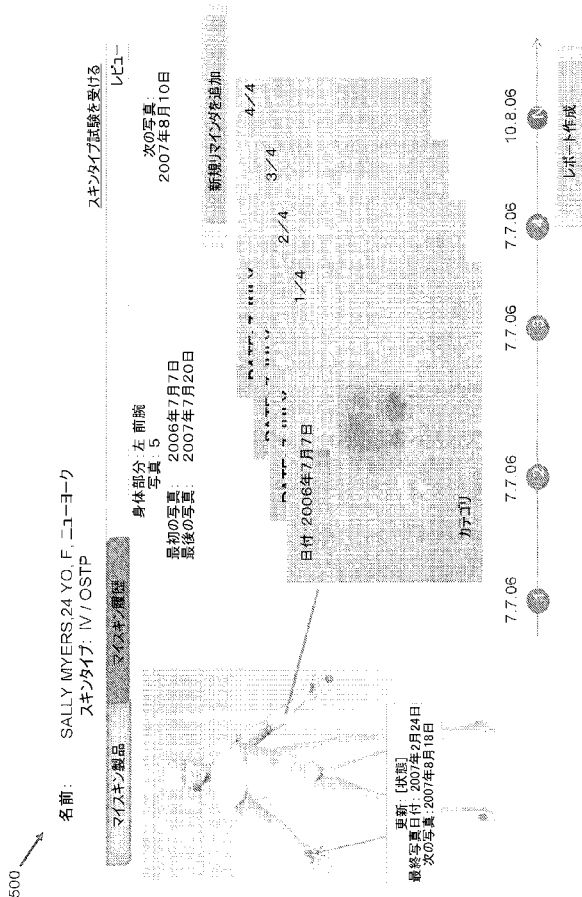 500
名前: SALLY MYERS,24 YO, F, ニューヨーク
スキンタイプ: IV / OSTP
スキンタイプ試験を受ける
マイスキン製品
マイスキン履歴
レビュー
身体部分: 左 前腕
写真: 5
最初の写真: 2006年7月7日
最後の写真: 2007年7月20日
次の写真:
2007年8月10日
新規リマインダを追加
4/4
3/4
2/4
1/4
日付: 2006年7月7日
カテゴリ
更新: [状態]
最終写真日付: 2007年2月24日
次の写真: 2007年8月18日
7.7.06
7.7.06
7.7.06
7.7.06
10.8.06
レポート作成